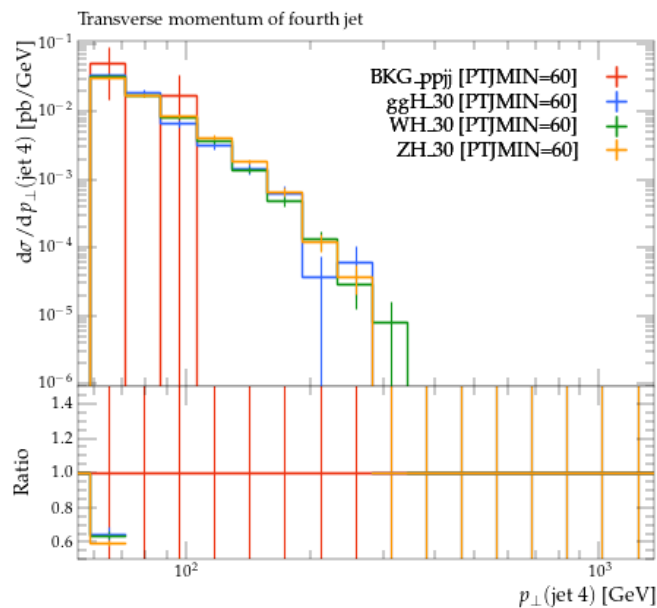 Transverse momentum of fourth jet
dσ/dp⊥(jet 4) [pb/GeV]
10⁻¹
10⁻²
10⁻³
10⁻⁴
10⁻⁵
10⁻⁶
BKG_ppjj [PTJMIN=60]
ggH_30 [PTJMIN=60]
WH_30 [PTJMIN=60]
ZH_30 [PTJMIN=60]
Ratio
1.4
1.2
1.0
0.8
0.6
10² 10³
p⊥(jet 4) [GeV]